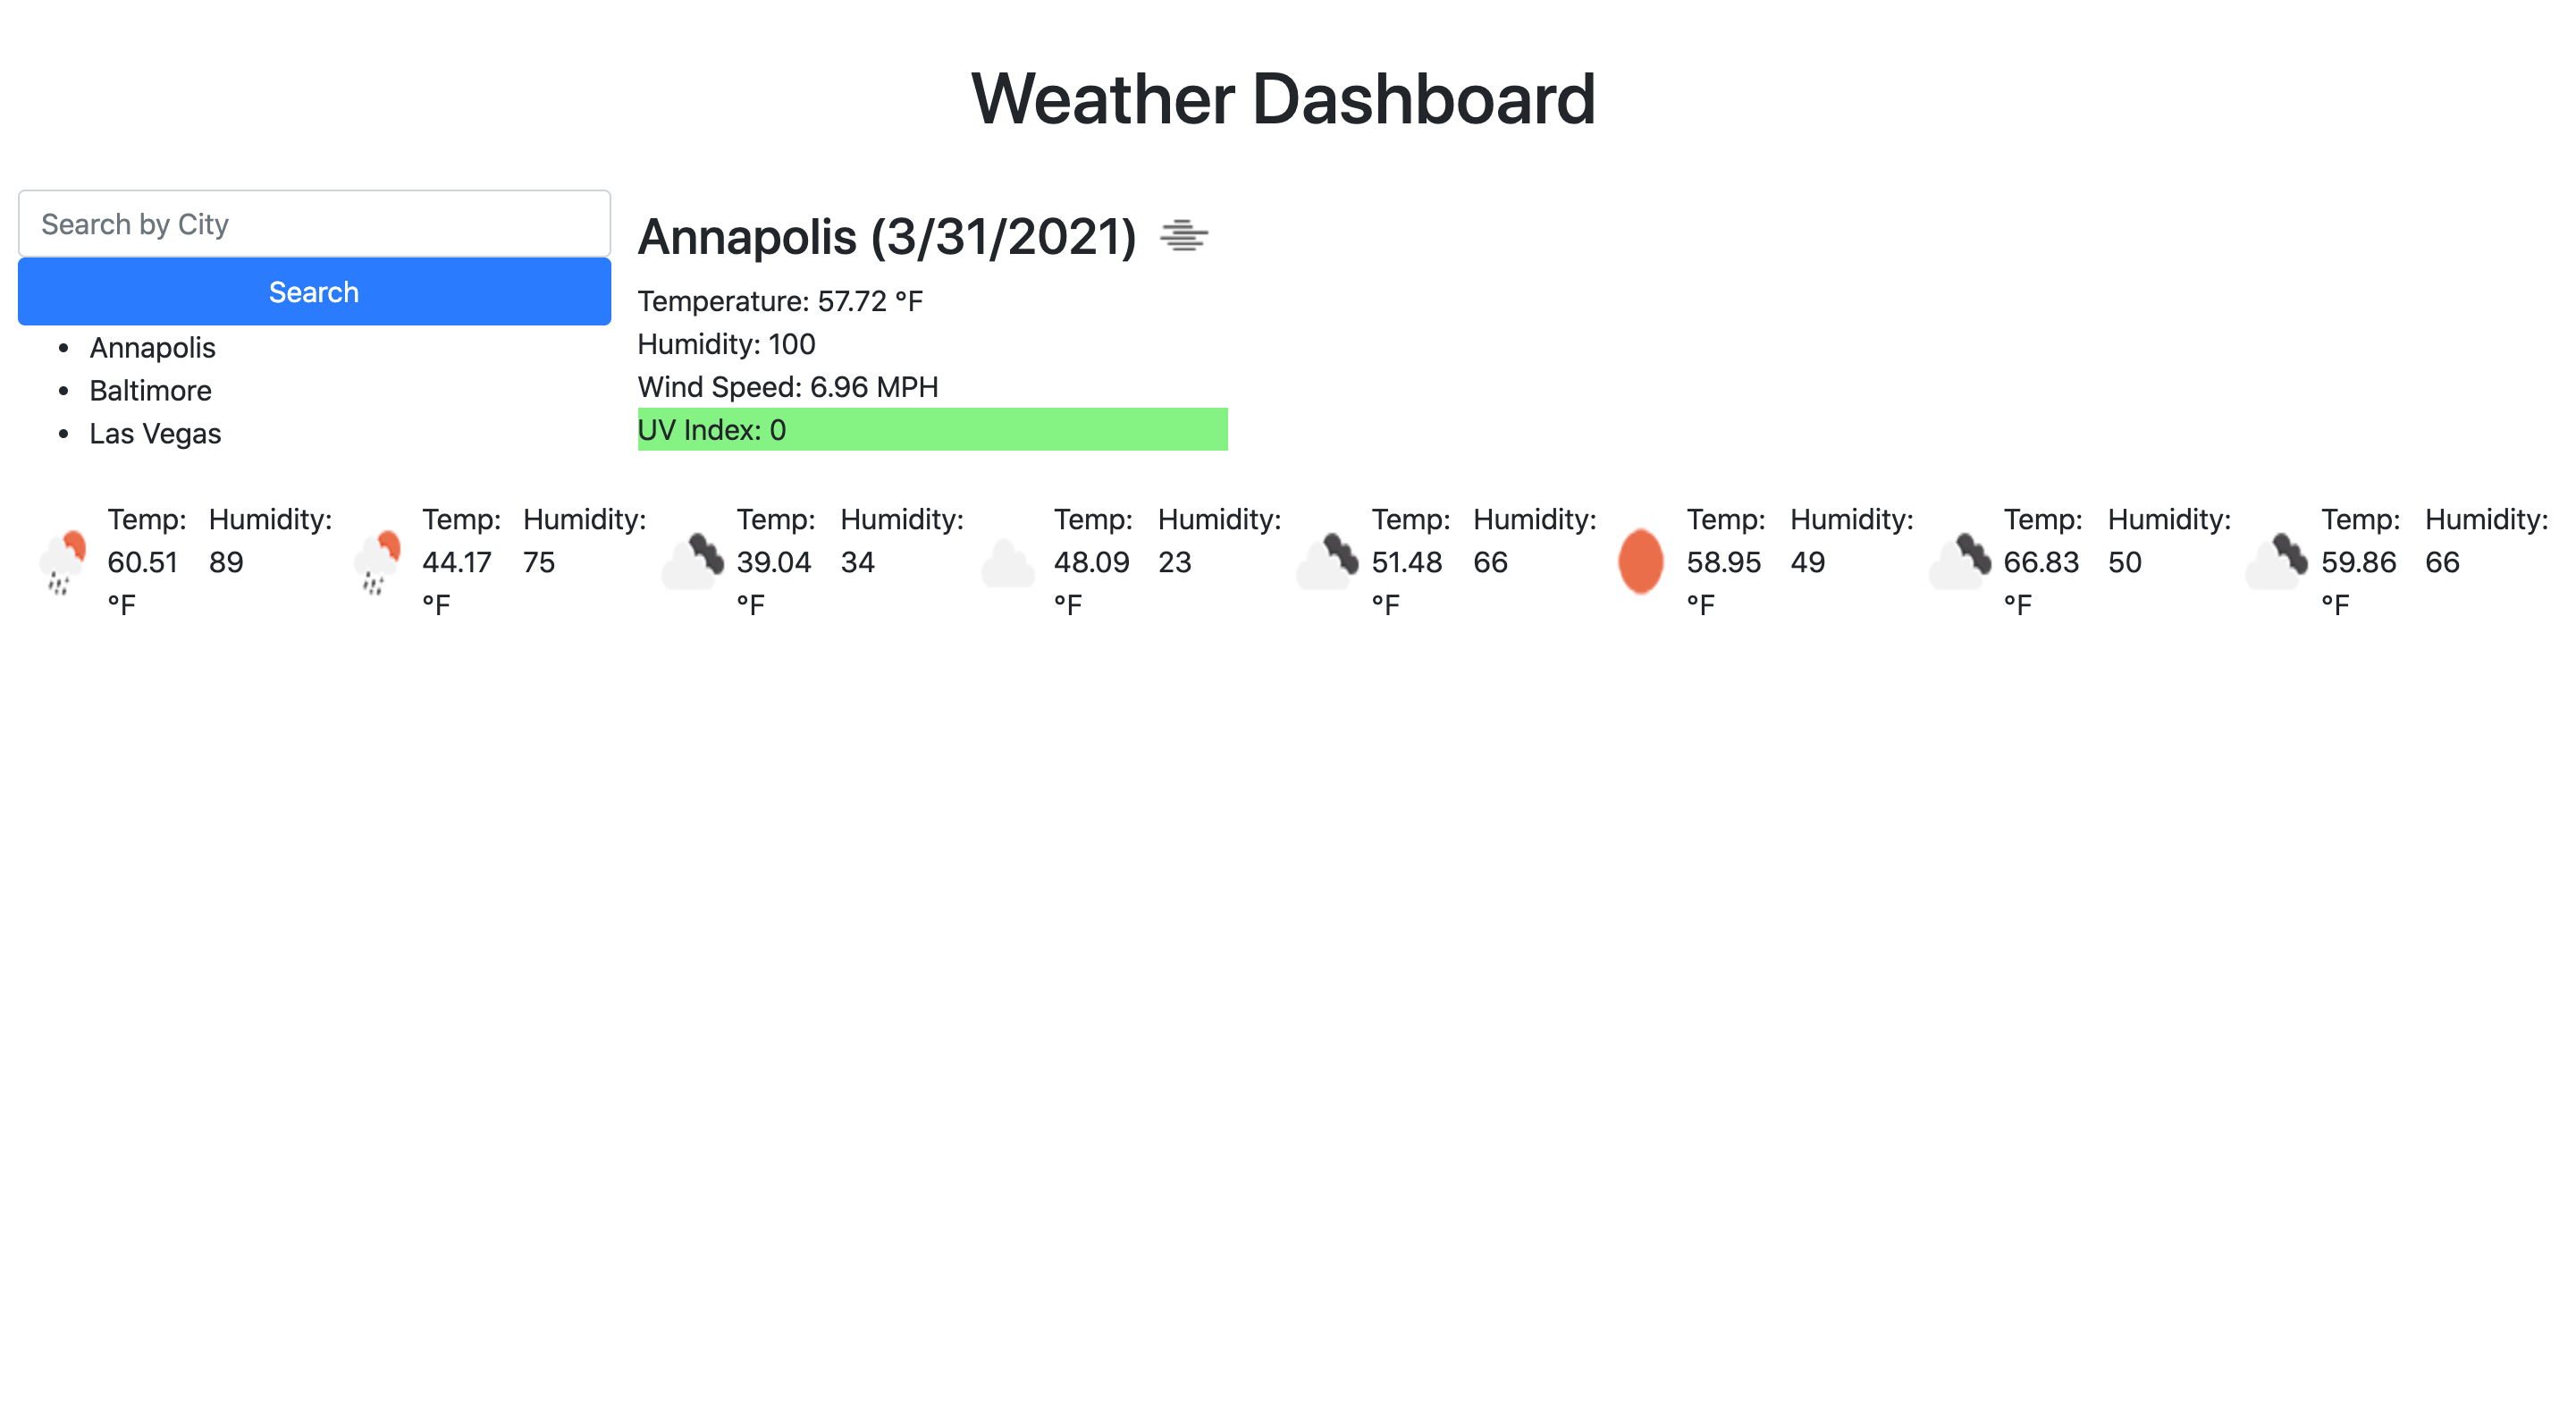 Weather Dashboard
Search by City
Search
Annapolis
Baltimore
Las Vegas
Annapolis (3/31/2021)
Temperature: 57.72 °F
Humidity: 100
Wind Speed: 6.96 MPH
UV Index: 0
Temp: Humidity: Temp: Humidity: Temp: Humidity: Temp: Humidity: Temp: Humidity: Temp: Humidity: Temp: Humidity: Temp: Humidity:
60.51 89 44.17 75 39.04 34 48.09 23 51.48 66 58.95 49 66.83 50 59.86 66
°F °F °F °F °F °F °F °F